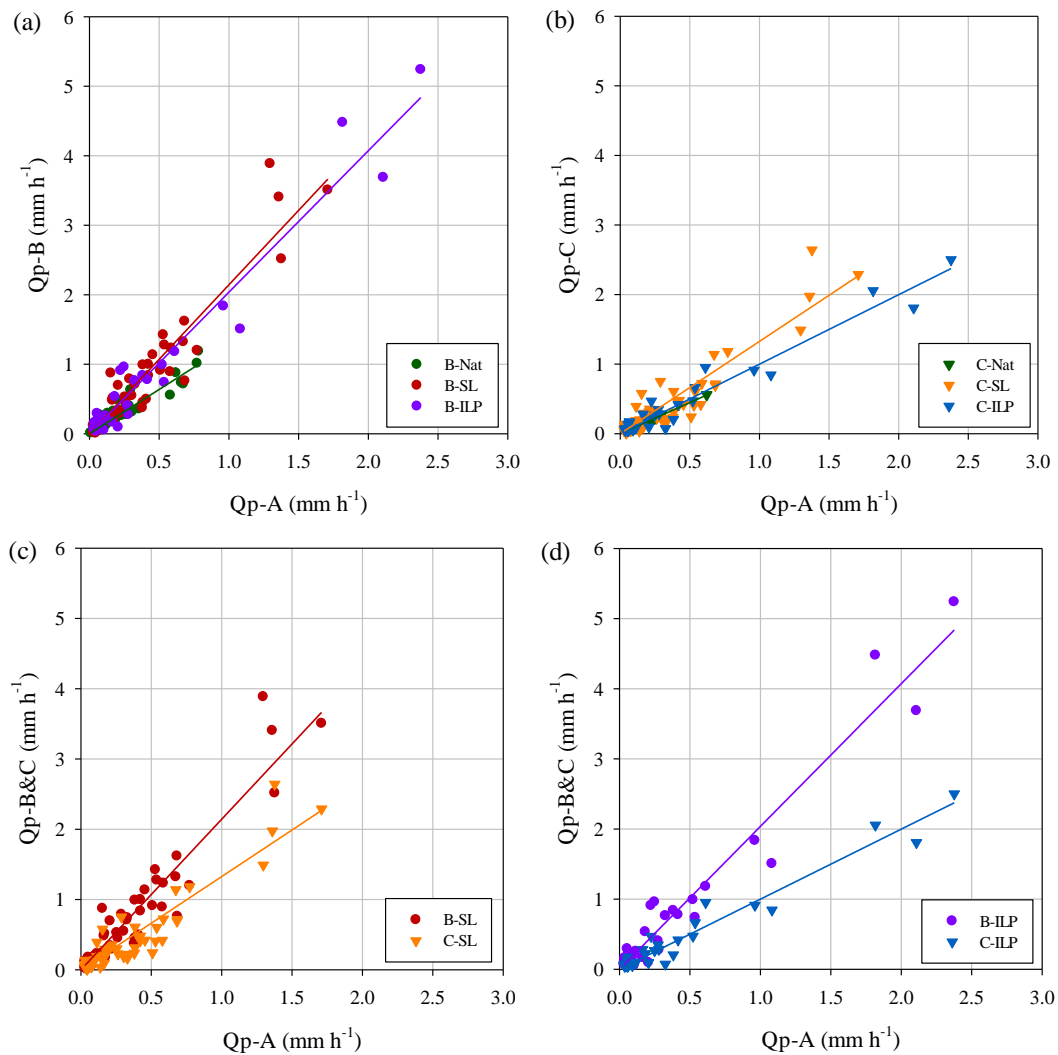 (a)
6
5
4
3
2
1
0
Qp-B (mm h⁻¹)
0.0 0.5 1.0 1.5 2.0 2.5 3.0
Qp-A (mm h⁻¹)
B-Nat
B-SL
B-ILP
(b)
6
5
4
3
2
1
0
Qp-C (mm h⁻¹)
0.0 0.5 1.0 1.5 2.0 2.5 3.0
Qp-A (mm h⁻¹)
C-Nat
C-SL
C-ILP
(c)
6
5
4
3
2
1
0
Qp-B&C (mm h⁻¹)
0.0 0.5 1.0 1.5 2.0 2.5 3.0
Qp-A (mm h⁻¹)
B-SL
C-SL
(d)
6
5
4
3
2
1
0
Qp-B&C (mm h⁻¹)
0.0 0.5 1.0 1.5 2.0 2.5 3.0
Qp-A (mm h⁻¹)
B-ILP
C-ILP